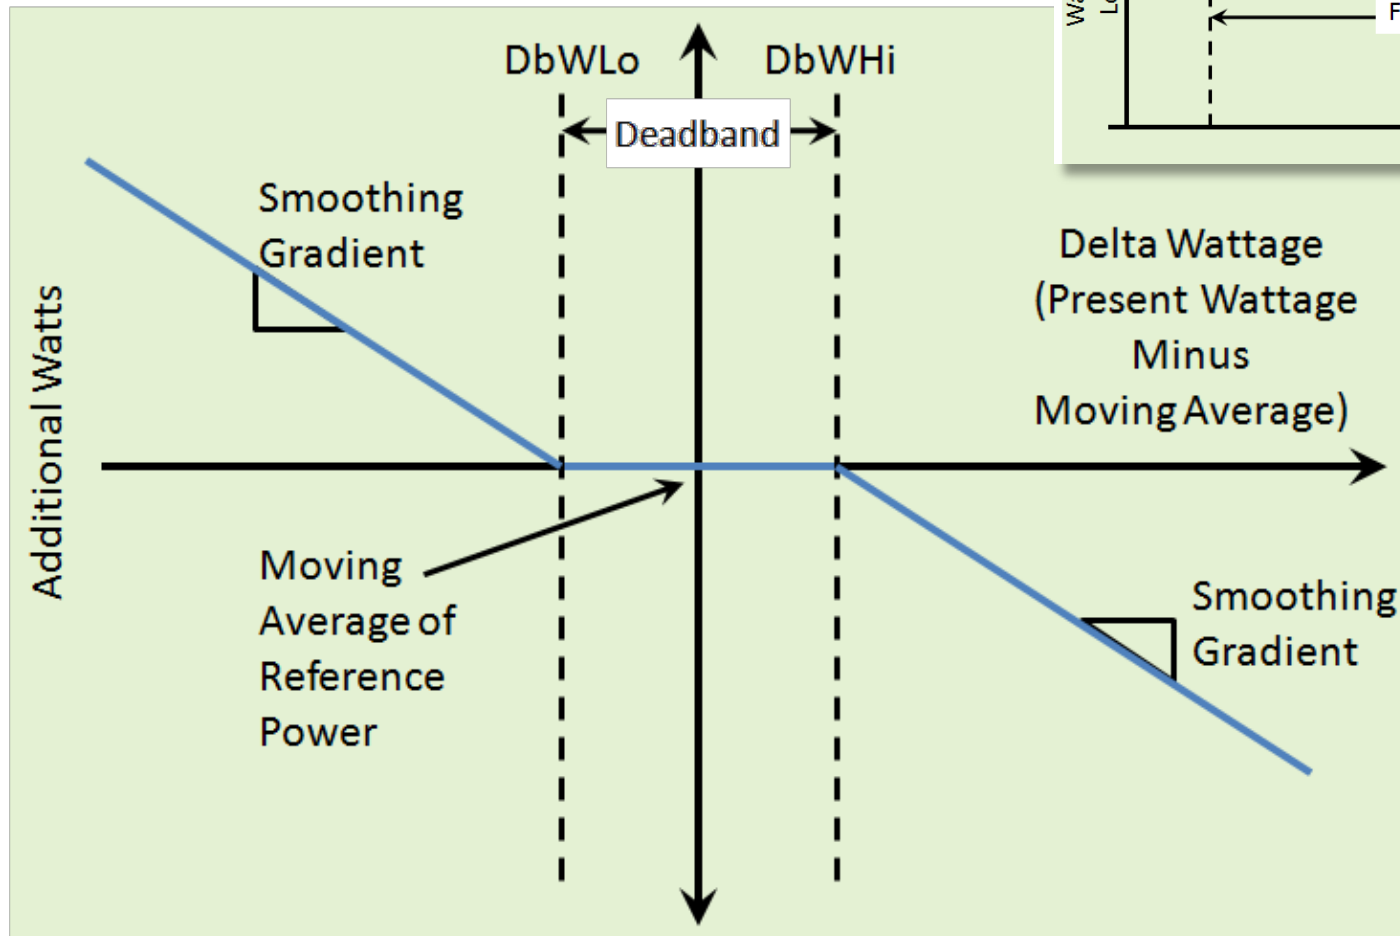 DbWLo
DbWHi
Deadband
Smoothing
Gradient
Delta Wattage
(Present Wattage
Minus
Moving Average)
Additional Watts
Moving
Average of
Reference
Power
Smoothing
Gradient